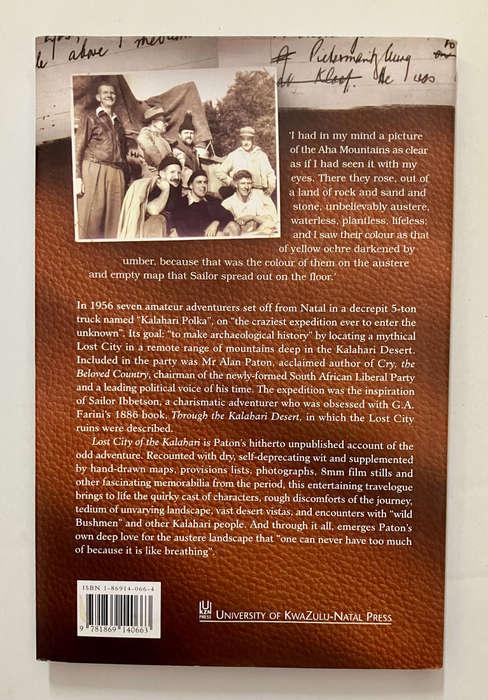 above I
Pietermaritzburg
Kloof. He was
'I had in my mind a picture
of the Aha Mountains as clear
as if I had seen it with my
eyes. There they rose, out of
a land of rock and sand and
stone, unbelievably austere,
waterless, plantless, lifeless;
and I saw their colour as that
of yellow ochre darkened by
umber, because that was the colour of them on the austere
and empty map that Sailor spread out on the floor.'
In 1956 seven amateur adventurers set off from Natal in a decrepit 5-ton
truck named "Kalahari Polka", on "the craziest expedition ever to enter the
unknown". Its goal: "to make archaeological history" by locating a mythical
Lost City in a remote range of mountains deep in the Kalahari Desert.
Included in the party was Mr Alan Paton, acclaimed author of Cry, the
Beloved Country, chairman of the newly-formed South African Liberal Party
and a leading political voice of his time. The expedition was the inspiration
of Sailor Ibbetson, a charismatic adventurer who was obsessed with G.A.
Farini's 1886 book, Through the Kalahari Desert, in which the Lost City
ruins were described.
Lost City of the Kalahari is Paton's hitherto unpublished account of the
odd adventure. Recounted with dry, self-deprecating wit and supplemented
by hand-drawn maps, provisions lists, photographs, 8mm film stills and
other fascinating memorabilia from the period, this entertaining travelogue
brings to life the quirky cast of characters, rough discomforts of the journey,
tedium of unvarying landscape, vast desert vistas, and encounters with "wild
Bushmen" and other Kalahari people. And through it all, emerges Paton's
own deep love for the austere landscape that "one can never have too much
of because it is like breathing".
ISBN 1-86914-066-4
9 781869 140663
U
KZN
PRESS
UNIVERSITY OF KWAZULU-NATAL PRESS